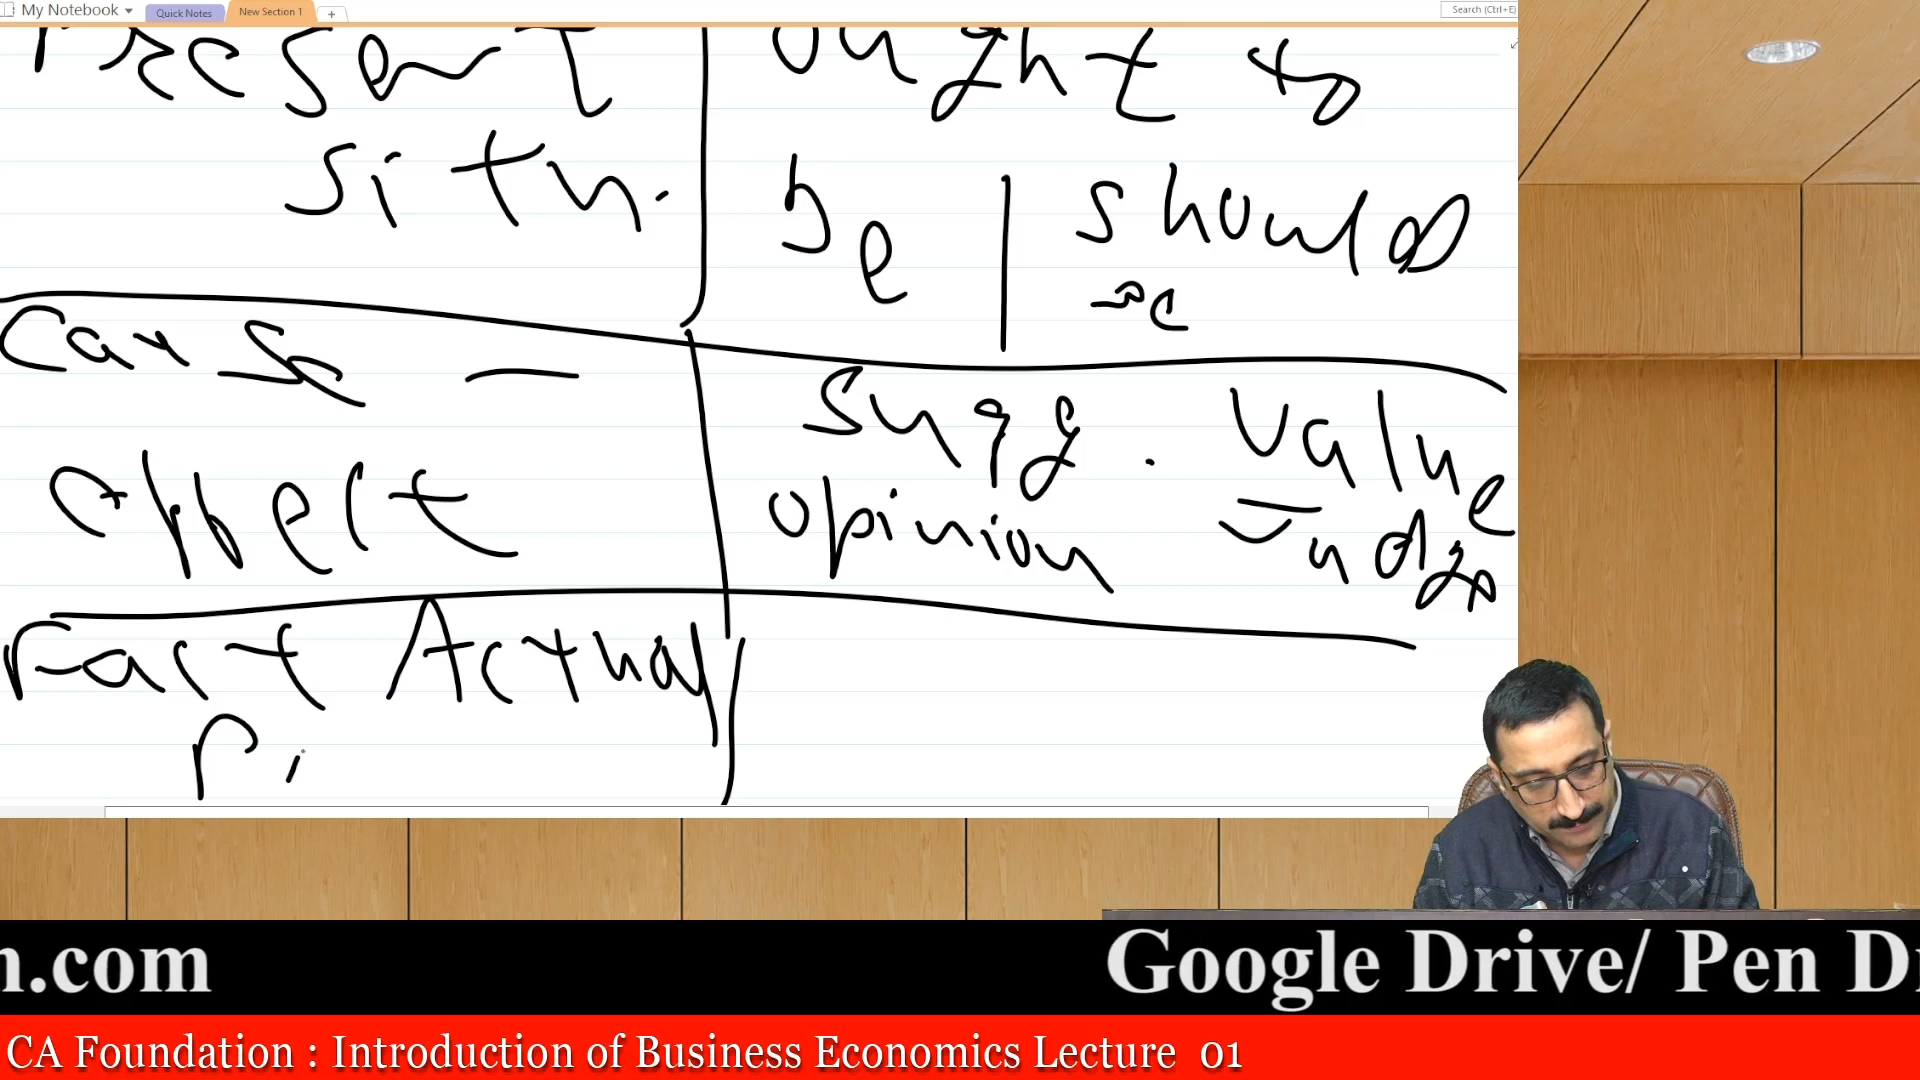 My Notebook
Quick Notes
New Section 1
Search (Ctrl+E)
Present
ought to
sitn.
be | should
be
Cause —
effect
Sugg. Value
opinion Judge
Fact Actual
n.com
Google Drive/ Pen D
CA Foundation : Introduction of Business Economics Lecture 01